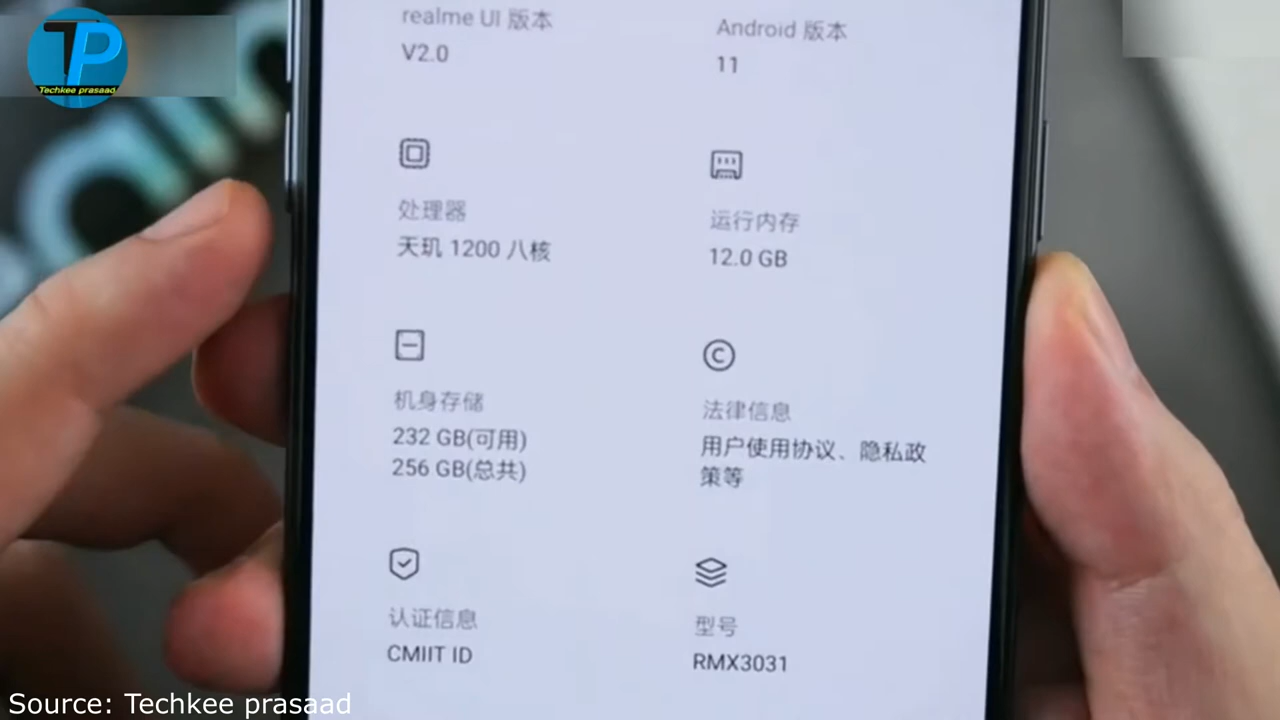 TP
Techkee prasaad
realme UI 版本
V2.0
Android 版本
11
处理器
天玑 1200 八核
运行内存
12.0 GB
机身存储
232 GB(可用)
256 GB(总共)
法律信息
用户使用协议、隐私政
策等
认证信息
CMIIT ID
型号
RMX3031
Source: Techkee prasaad